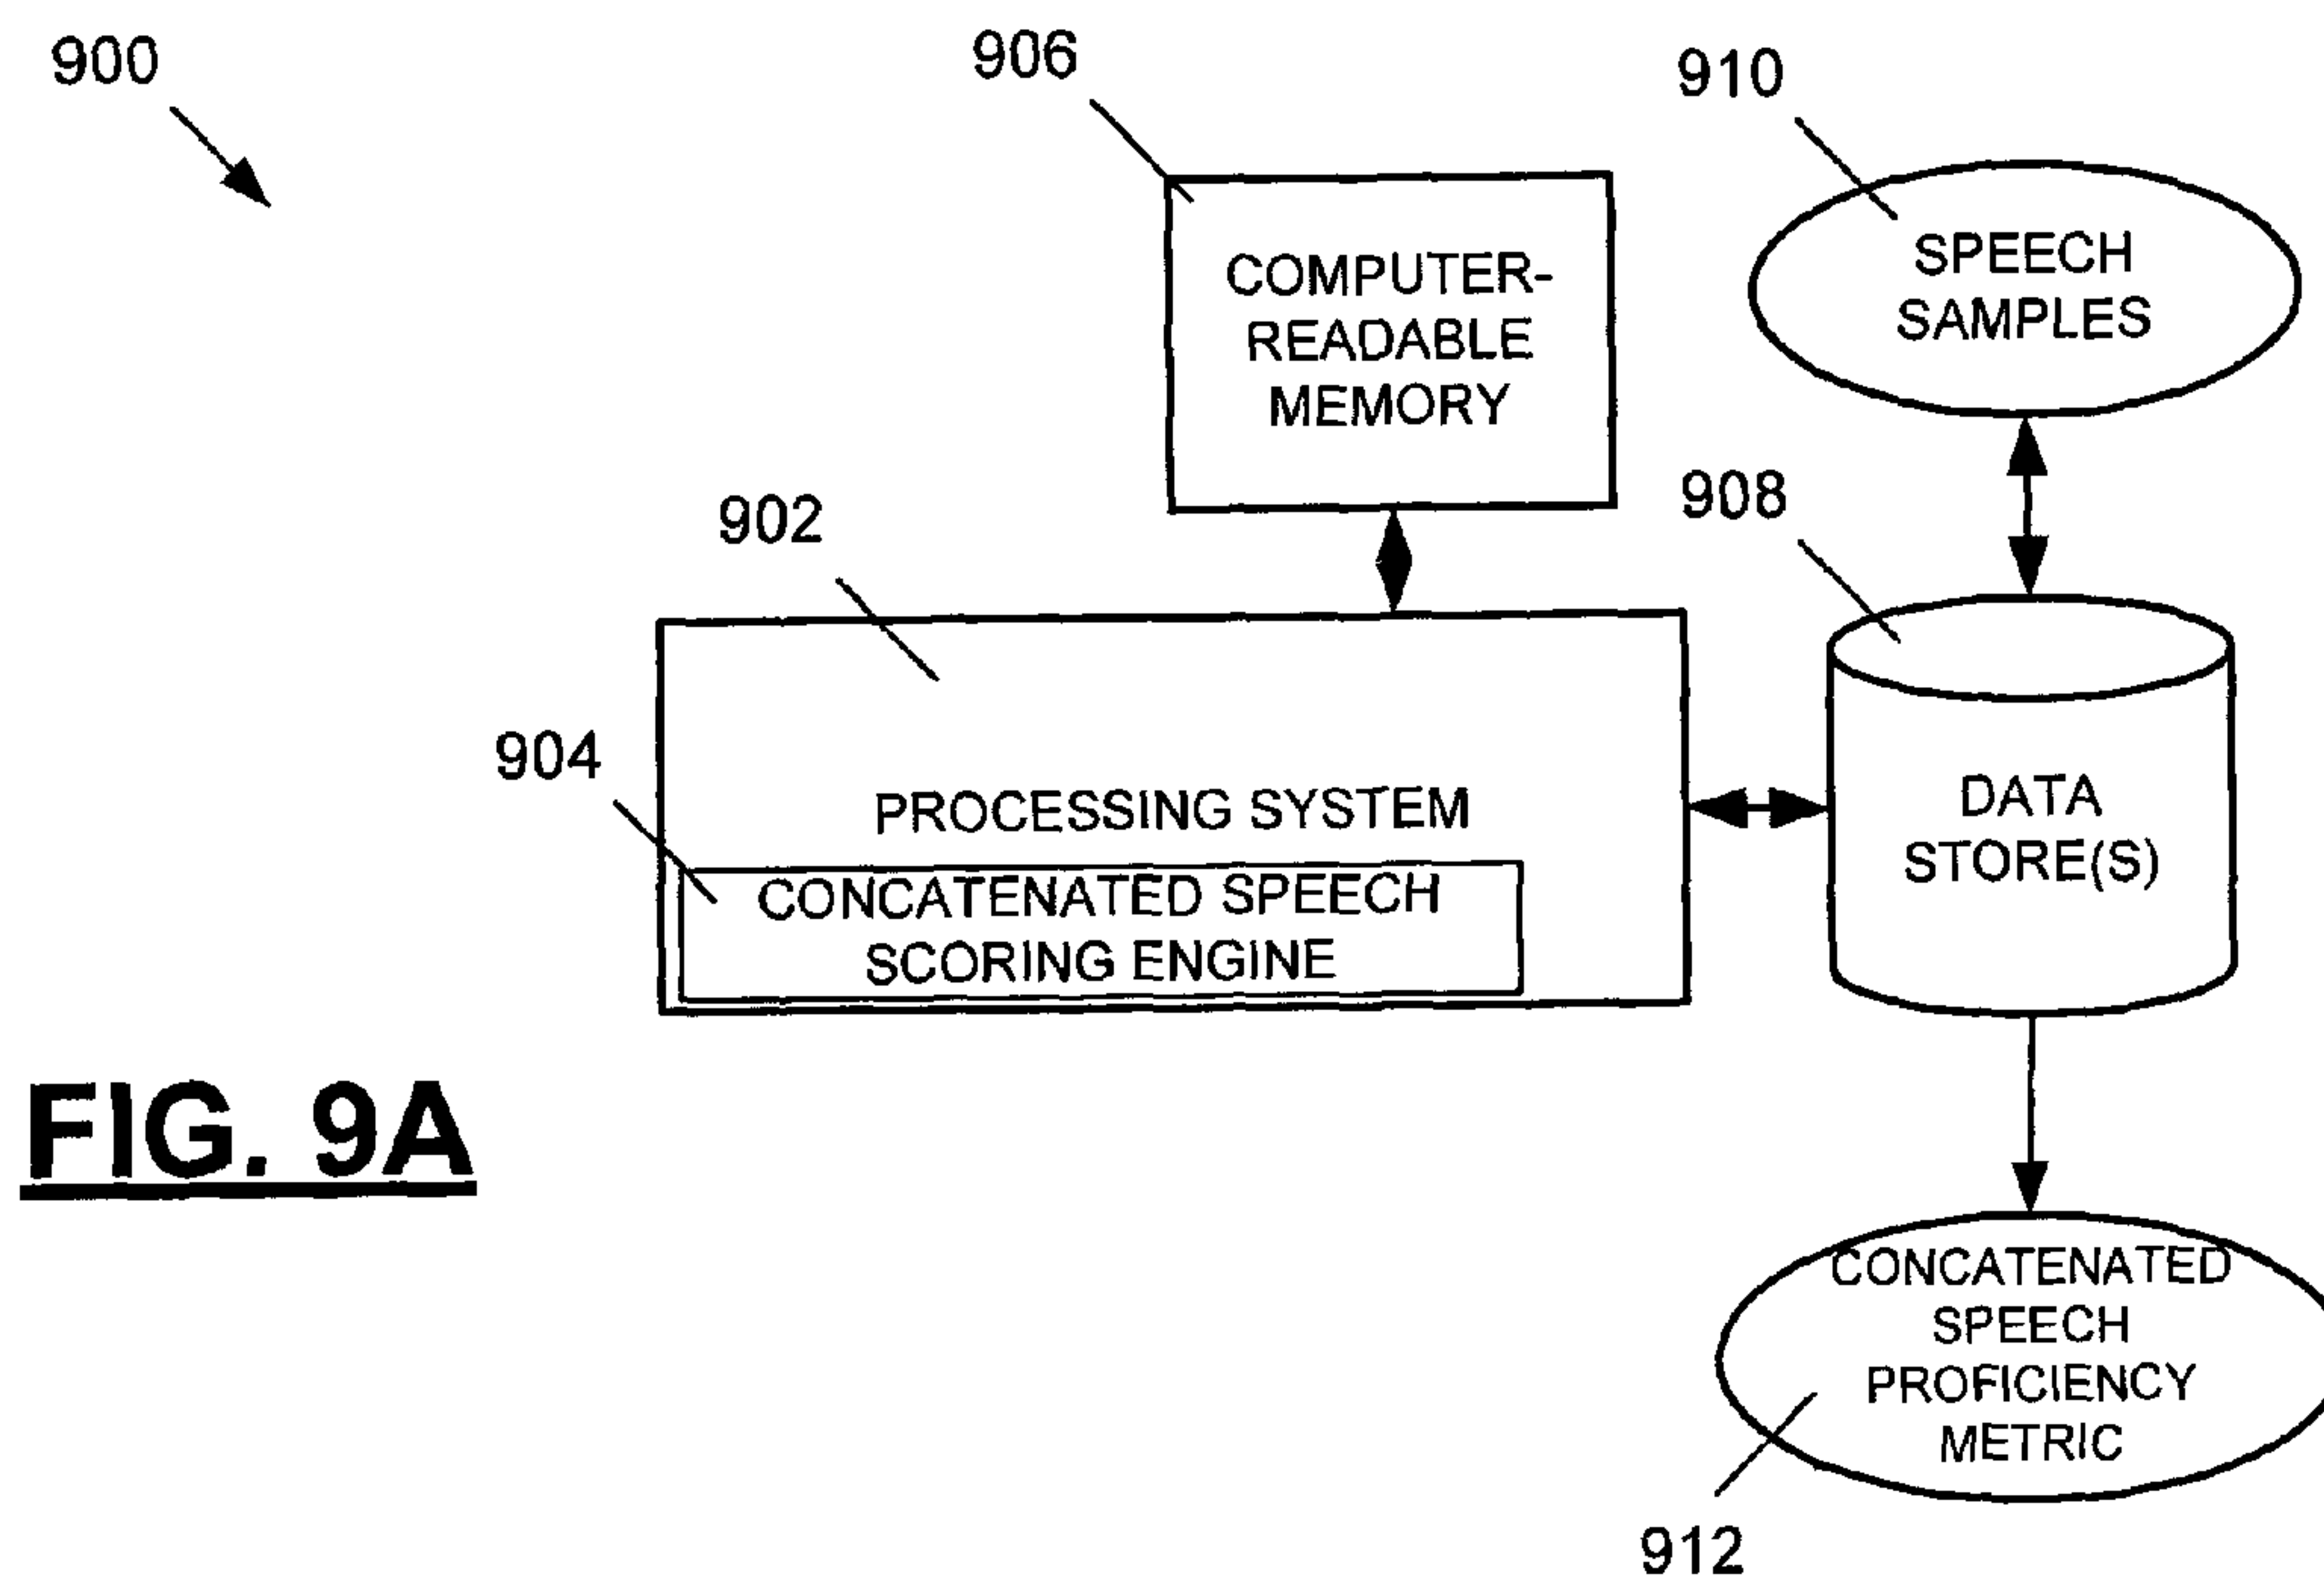 900
906
910
COMPUTER-
READABLE
MEMORY
SPEECH
SAMPLES
902
908
904
PROCESSING SYSTEM
CONCATENATED SPEECH
SCORING ENGINE
DATA
STORE(S)
FIG. 9A
CONCATENATED
SPEECH
PROFICIENCY
METRIC
912